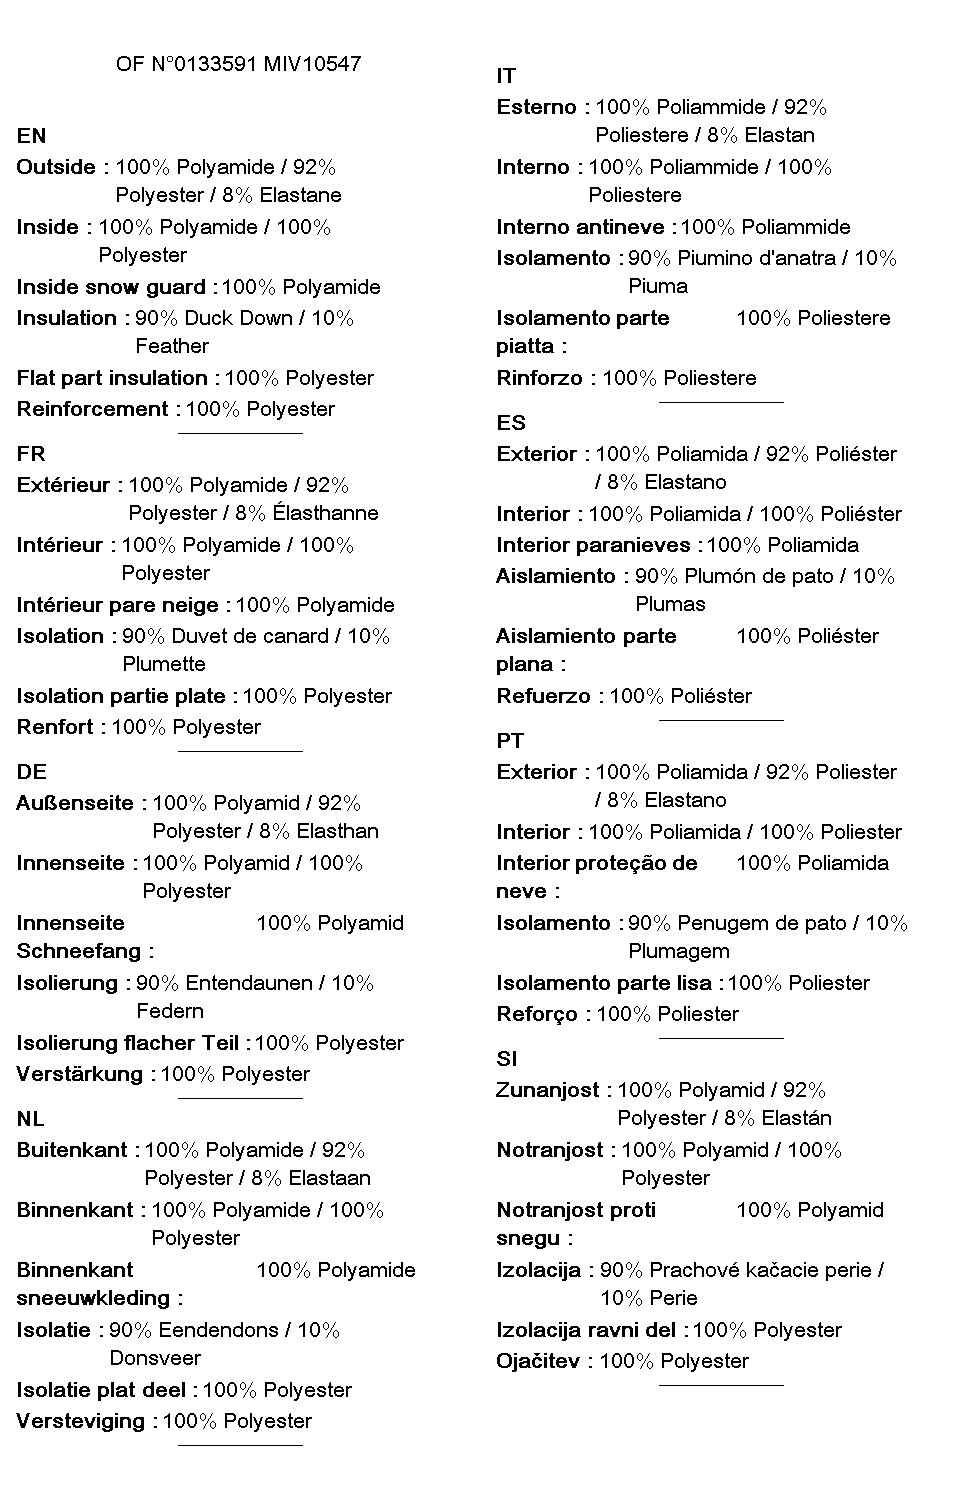 OF N°0133591 MIV10547
EN
Outside : 100% Polyamide / 92%
Polyester / 8% Elastane
Inside : 100% Polyamide / 100%
Polyester
Inside snow guard : 100% Polyamide
Insulation : 90% Duck Down / 10%
Feather
Flat part insulation : 100% Polyester
Reinforcement : 100% Polyester
FR
Extérieur : 100% Polyamide / 92%
Polyester / 8% Élasthanne
Intérieur : 100% Polyamide / 100%
Polyester
Intérieur pare neige : 100% Polyamide
Isolation : 90% Duvet de canard / 10%
Plumette
Isolation partie plate : 100% Polyester
Renfort : 100% Polyester
DE
Außenseite : 100% Polyamid / 92%
Polyester / 8% Elasthan
Innenseite : 100% Polyamid / 100%
Polyester
Innenseite 100% Polyamid
Schneefang :
Isolierung : 90% Entendaunen / 10%
Federn
Isolierung flacher Teil : 100% Polyester
Verstärkung : 100% Polyester
NL
Buitenkant : 100% Polyamide / 92%
Polyester / 8% Elastaan
Binnenkant : 100% Polyamide / 100%
Polyester
Binnenkant 100% Polyamide
sneeuwkleding :
Isolatie : 90% Eendendons / 10%
Donsveer
Isolatie plat deel : 100% Polyester
Versteviging : 100% Polyester
IT
Esterno : 100% Poliammide / 92%
Poliestere / 8% Elastan
Interno : 100% Poliammide / 100%
Poliestere
Interno antineve : 100% Poliammide
Isolamento : 90% Piumino d'anatra / 10%
Piuma
Isolamento parte 100% Poliestere
piatta :
Rinforzo : 100% Poliestere
ES
Exterior : 100% Poliamida / 92% Poliéster
/ 8% Elastano
Interior : 100% Poliamida / 100% Poliéster
Interior paranieves : 100% Poliamida
Aislamiento : 90% Plumón de pato / 10%
Plumas
Aislamiento parte 100% Poliéster
plana :
Refuerzo : 100% Poliéster
PT
Exterior : 100% Poliamida / 92% Poliester
/ 8% Elastano
Interior : 100% Poliamida / 100% Poliester
Interior proteção de 100% Poliamida
neve :
Isolamento : 90% Penugem de pato / 10%
Plumagem
Isolamento parte lisa : 100% Poliester
Reforço : 100% Poliester
SI
Zunanjost : 100% Polyamid / 92%
Polyester / 8% Elastán
Notranjost : 100% Polyamid / 100%
Polyester
Notranjost proti 100% Polyamid
snegu :
Izolacija : 90% Prachové kačacie perie /
10% Perie
Izolacija ravni del : 100% Polyester
Ojačitev : 100% Polyester